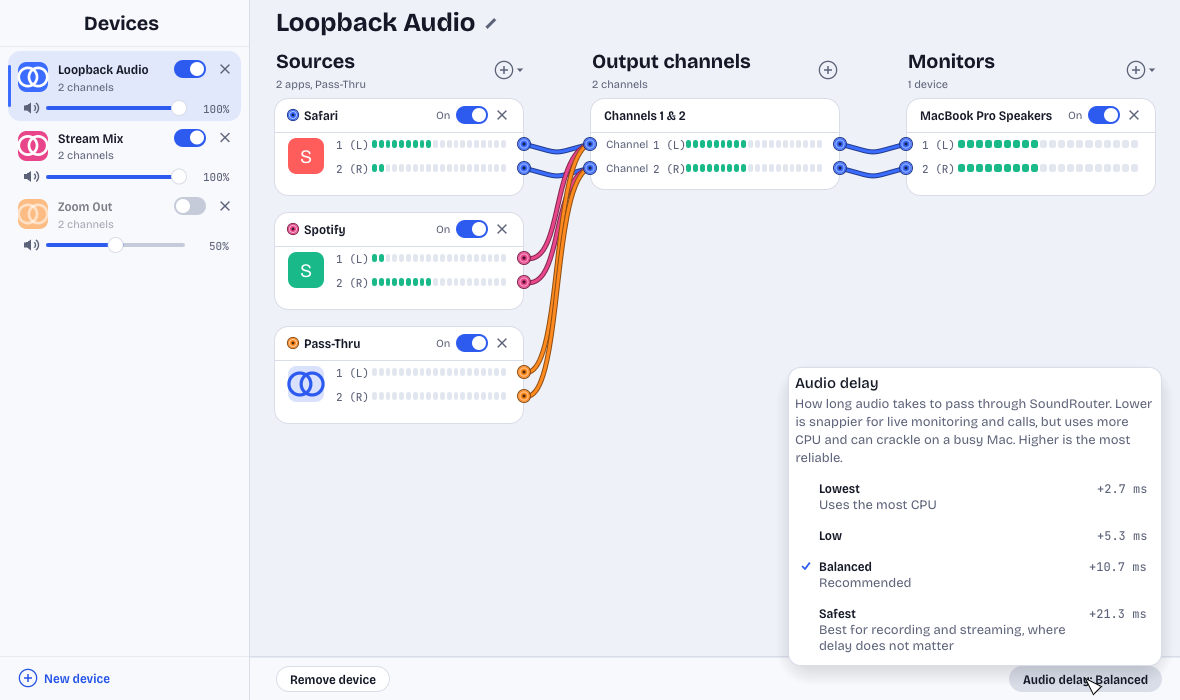 Devices
Loopback Audio
2 channels
100%
Stream Mix
2 channels
100%
Zoom Out
2 channels
50%
New device
Loopback Audio
Sources
2 apps, Pass-Thru
Safari
On
S
1 (L)
2 (R)
Spotify
On
S
1 (L)
2 (R)
Pass-Thru
On
1 (L)
2 (R)
Output channels
2 channels
Channels 1 & 2
Channel 1 (L)
Channel 2 (R)
Monitors
1 device
MacBook Pro Speakers
On
1 (L)
2 (R)
Audio delay
How long audio takes to pass through SoundRouter. Lower
is snappier for live monitoring and calls, but uses more
CPU and can crackle on a busy Mac. Higher is the most
reliable.
Lowest +2.7 ms
Uses the most CPU
Low +5.3 ms
Balanced +10.7 ms
Recommended
Safest +21.3 ms
Best for recording and streaming, where
delay does not matter
Remove device
Audio delay Balanced